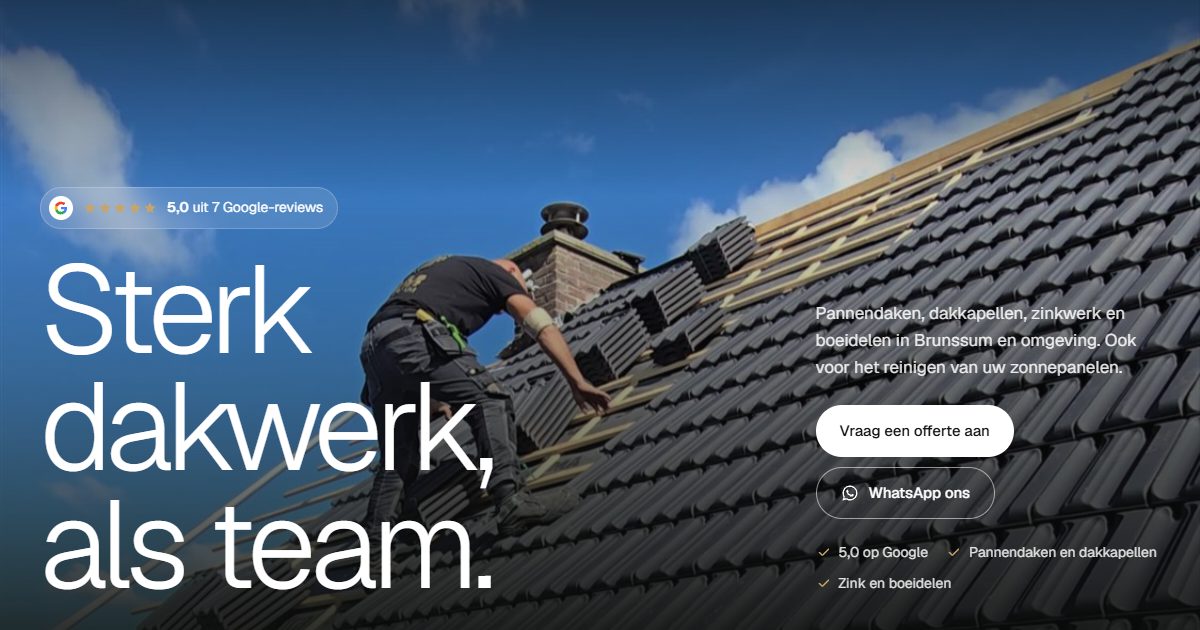 5,0 uit 7 Google-reviews
Sterk
dakwerk,
als team.
Pannendaken, dakkapellen, zinkwerk en
boeidelen in Brunssum en omgeving. Ook
voor het reinigen van uw zonnepanelen.
Vraag een offerte aan
WhatsApp ons
5,0 op Google
Pannendaken en dakkapellen
Zink en boeidelen